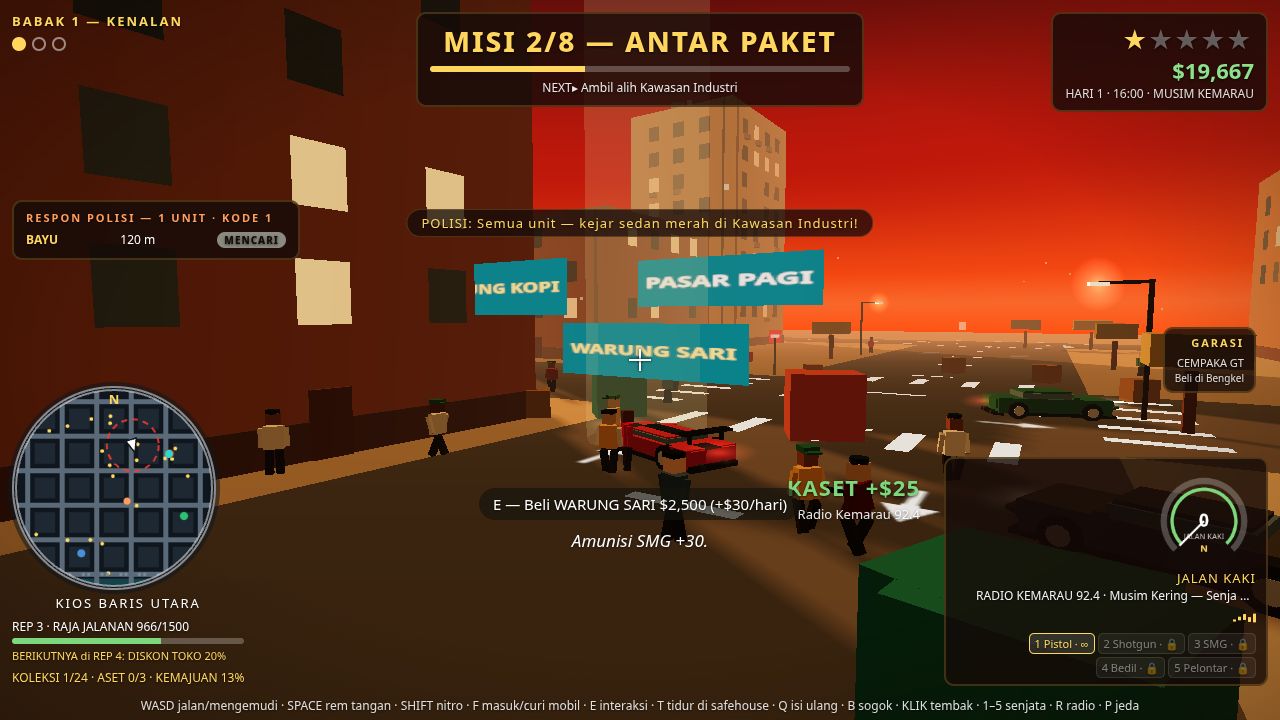 BABAK 1 — KENALAN
MISI 2/8 — ANTAR PAKET
NEXT▸ Ambil alih Kawasan Industri
$19,667
HARI 1 · 16:00 · MUSIM KEMARAU
RESPON POLISI — 1 UNIT · KODE 1
BAYU 120 m MENCARI
POLISI: Semua unit — kejar sedan merah di Kawasan Industri!
UNG KOPI
PASAR PAGI
WARUNG SARI
GARASI
CEMPAKA GT
Beli di Bengkel
N
E — Beli WARUNG SARI $2,500 (+$30/hari)
KASET +$25
Radio Kemarau 92.4
Amunisi SMG +30.
0
JALAN KAKI
N
JALAN KAKI
RADIO KEMARAU 92.4 · Musim Kering — Senja ...
1 Pistol · ∞ 2 Shotgun · 🔒 3 SMG · 🔒
4 Bedil · 🔒 5 Pelontar · 🔒
KIOS BARIS UTARA
REP 3 · RAJA JALANAN 966/1500
BERIKUTNYA di REP 4: DISKON TOKO 20%
KOLEKSI 1/24 · ASET 0/3 · KEMAJUAN 13%
WASD jalan/mengemudi · SPACE rem tangan · SHIFT nitro · F masuk/curi mobil · E interaksi · T tidur di safehouse · Q isi ulang · B sogok · KLIK tembak · 1–5 senjata · R radio · P jeda